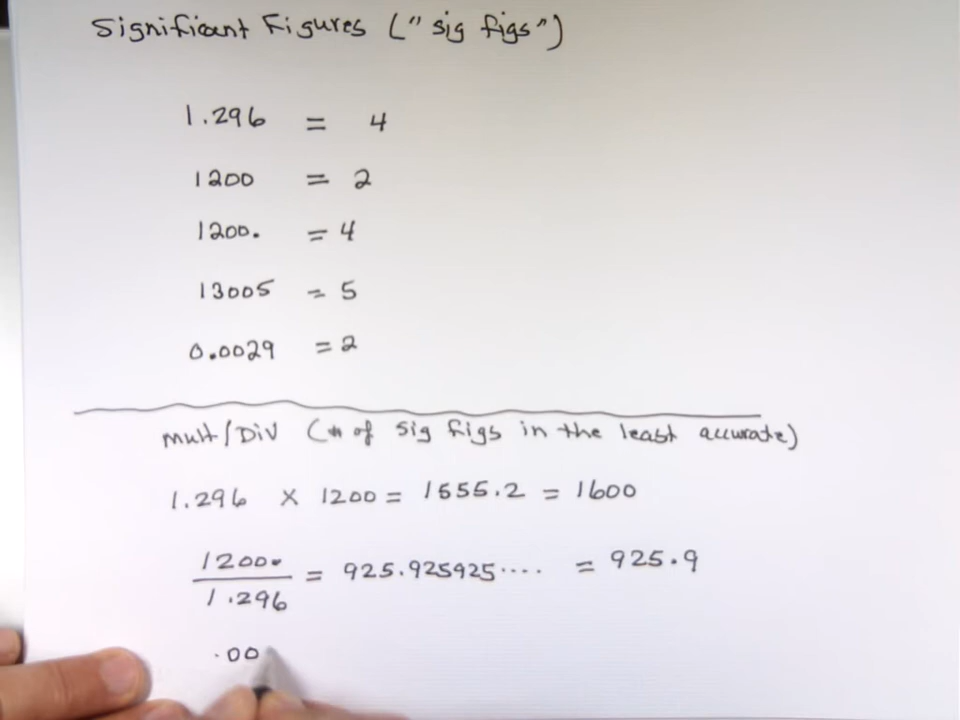 Significant Figures ("sig figs")
1.296 = 4
1200 = 2
1200. = 4
13005 = 5
0.0029 = 2
mult/Div (# of sig figs in the least accurate)
1.296 x 1200 = 1555.2 = 1600
1200. / 1.296 = 925.925925.... = 925.9
.00